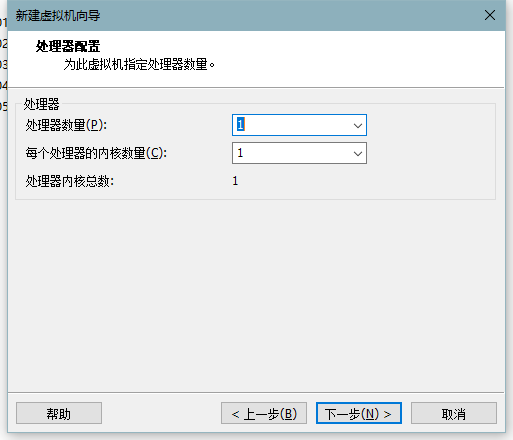 新建虚拟机向导
处理器配置
为此虚拟机指定处理器数量。
处理器
处理器数量(P): 1
每个处理器的内核数量(C): 1
处理器内核总数: 1
帮助 < 上一步(B) 下一步(N) > 取消